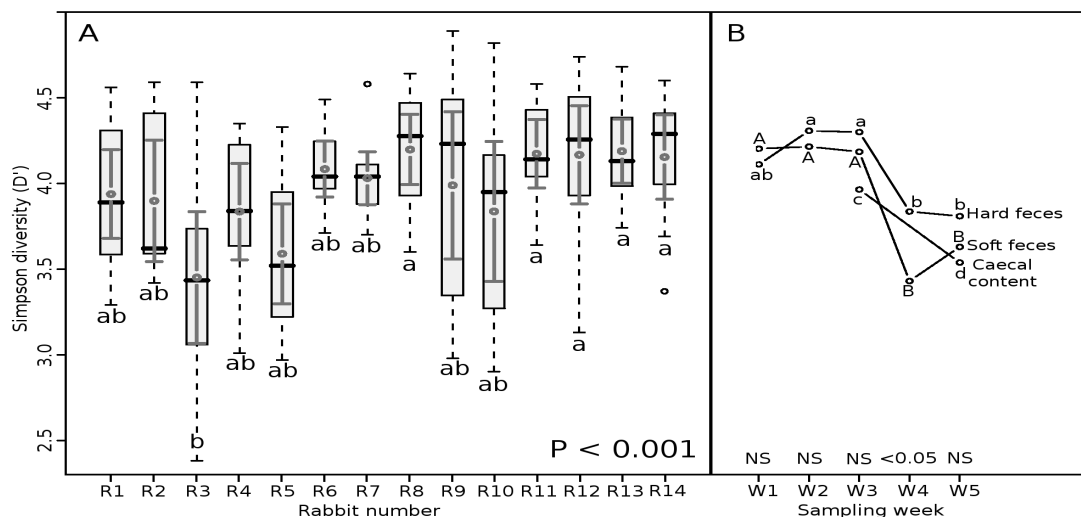 A
Simpson diversity (D')
4.5
4.0
3.5
3.0
2.5
ab
ab
b
ab
ab
ab
ab
a
ab
ab
a
a
a
a
P < 0.001
R1 R2 R3 R4 R5 R6 R7 R8 R9 R10 R11 R12 R13 R14
Rabbit number
B
a a
A
A A
ab
c
b b Hard feces
B Soft feces
B
d Caecal
content
NS NS NS <0.05 NS
W1 W2 W3 W4 W5
Sampling week